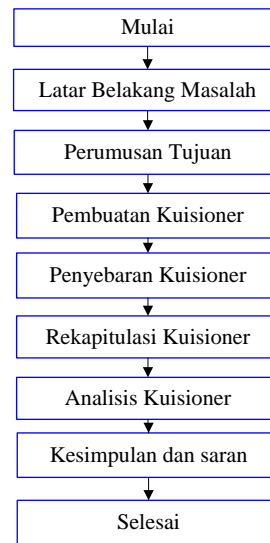 Mulai
Latar Belakang Masalah
Perumusan Tujuan
Pembuatan Kuisioner
Penyebaran Kuisioner
Rekapitulasi Kuisioner
Analisis Kuisioner
Kesimpulan dan saran
Selesai